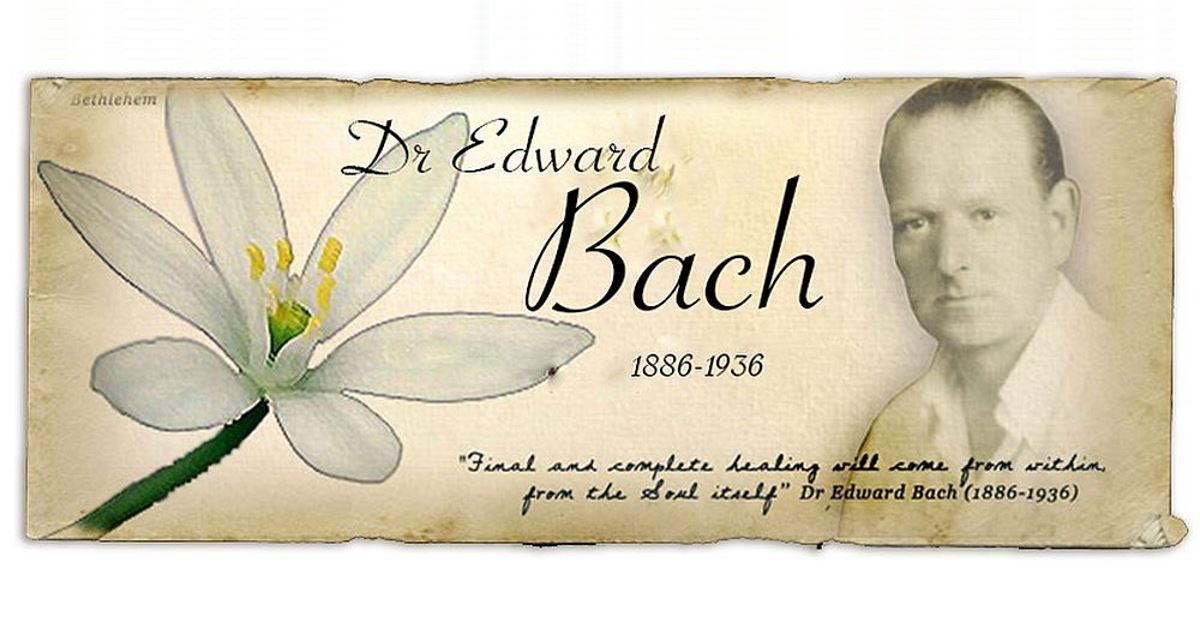 Bethlehem
Dr Edward
Bach
1886-1936
"Final and complete healing will come from within,
from the Soul itself" Dr Edward Bach (1886-1936)